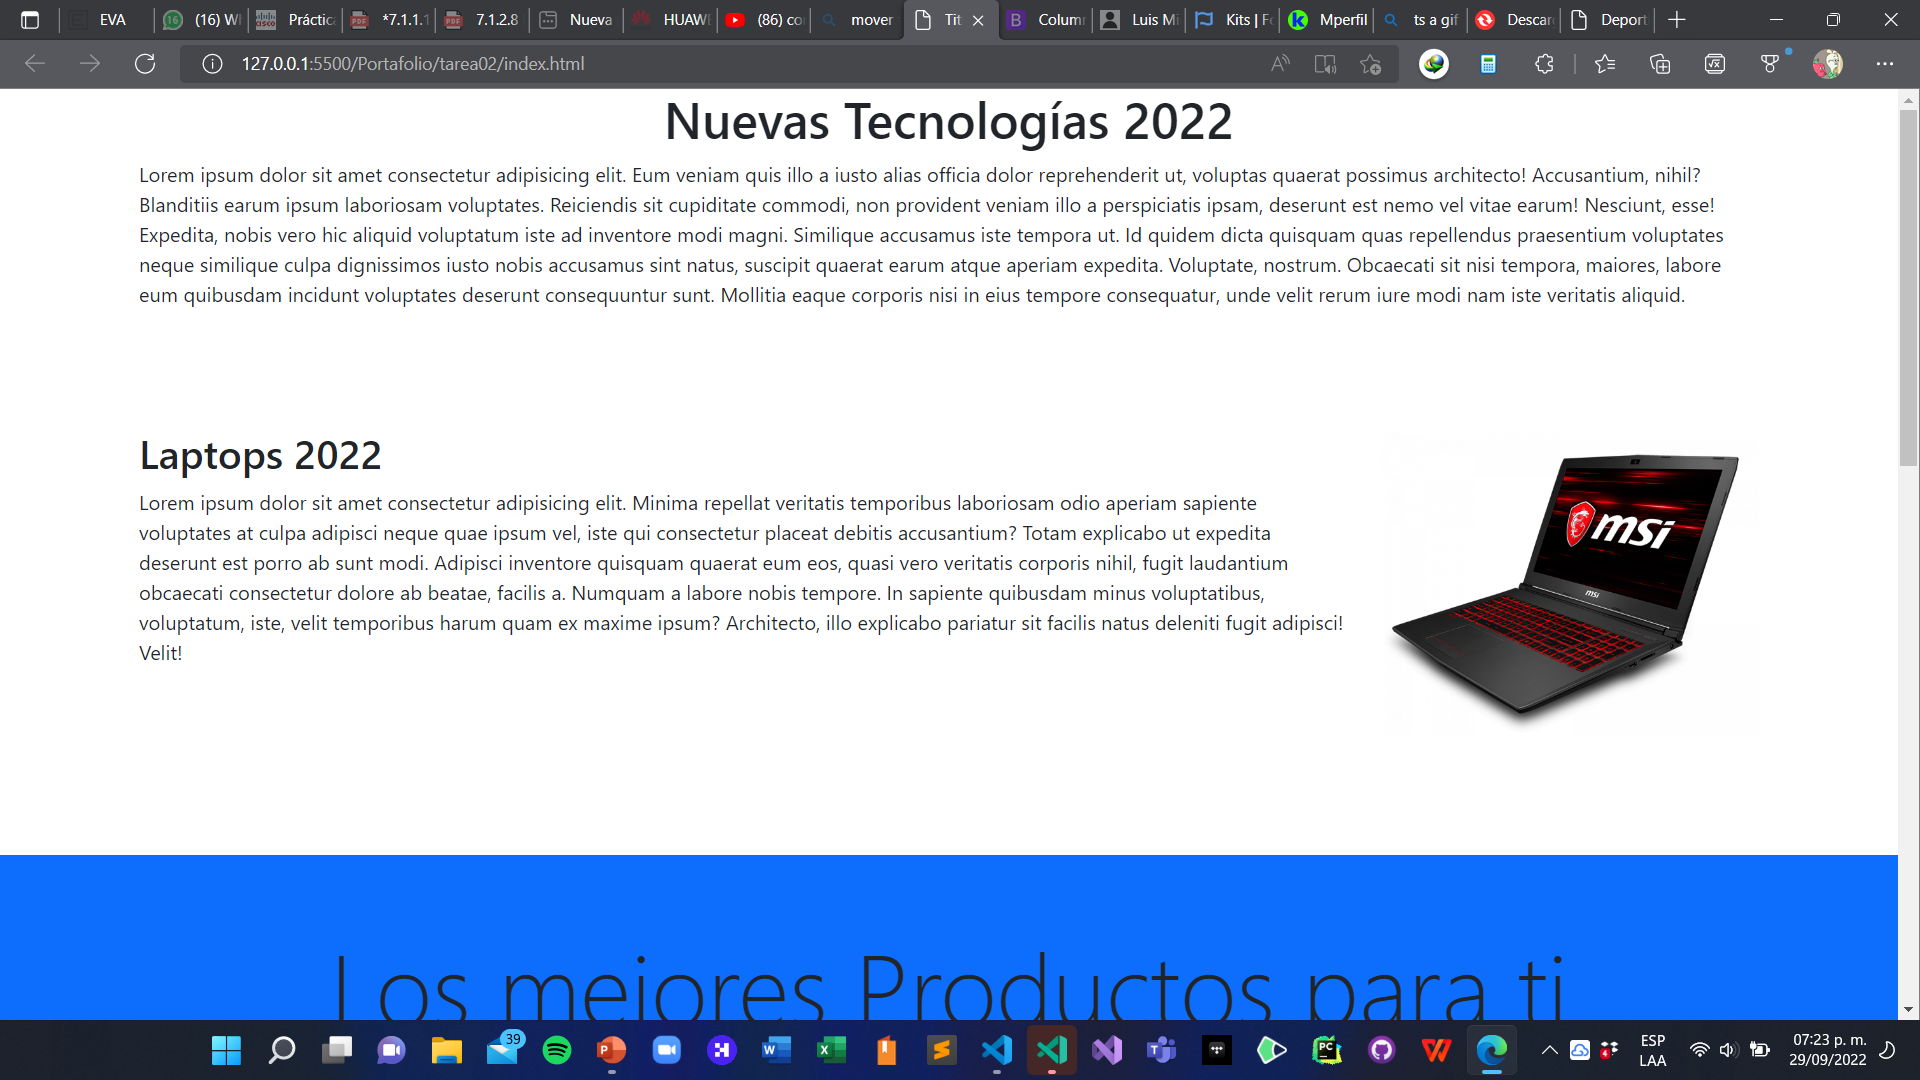 EVA
(16) W
Práctic
*7.1.1.1
7.1.2.8
Nueva
HUAW
(86) co
mover
Tit
Colum
Luis Mi
Kits | Fo
Mperfil
ts a gif
Descar
Deport
127.0.0.1:5500/Portafolio/tarea02/index.html
Nuevas Tecnologías 2022
Lorem ipsum dolor sit amet consectetur adipisicing elit. Eum veniam quis illo a iusto alias officia dolor reprehenderit ut, voluptas quaerat possimus architecto! Accusantium, nihil?
Blanditiis earum ipsum laboriosam voluptates. Reiciendis sit cupiditate commodi, non provident veniam illo a perspiciatis ipsam, deserunt est nemo vel vitae earum! Nesciunt, esse!
Expedita, nobis vero hic aliquid voluptatum iste ad inventore modi magni. Similique accusamus iste tempora ut. Id quidem dicta quisquam quas repellendus praesentium voluptates
neque similique culpa dignissimos iusto nobis accusamus sint natus, suscipit quaerat earum atque aperiam expedita. Voluptate, nostrum. Obcaecati sit nisi tempora, maiores, labore
eum quibusdam incidunt voluptates deserunt consequuntur sunt. Mollitia eaque corporis nisi in eius tempore consequatur, unde velit rerum iure modi nam iste veritatis aliquid.
Laptops 2022
Lorem ipsum dolor sit amet consectetur adipisicing elit. Minima repellat veritatis temporibus laboriosam odio aperiam sapiente
voluptates at culpa adipisci neque quae ipsum vel, iste qui consectetur placeat debitis accusantium? Totam explicabo ut expedita
deserunt est porro ab sunt modi. Adipisci inventore quisquam quaerat eum eos, quasi vero veritatis corporis nihil, fugit laudantium
obcaecati consectetur dolore ab beatae, facilis a. Numquam a labore nobis tempore. In sapiente quibusdam minus voluptatibus,
voluptatum, iste, velit temporibus harum quam ex maxime ipsum? Architecto, illo explicabo pariatur sit facilis natus deleniti fugit adipisci!
Velit!
msi
msi
Los mejores Productos para ti
39
ESP
LAA
07:23 p. m.
29/09/2022